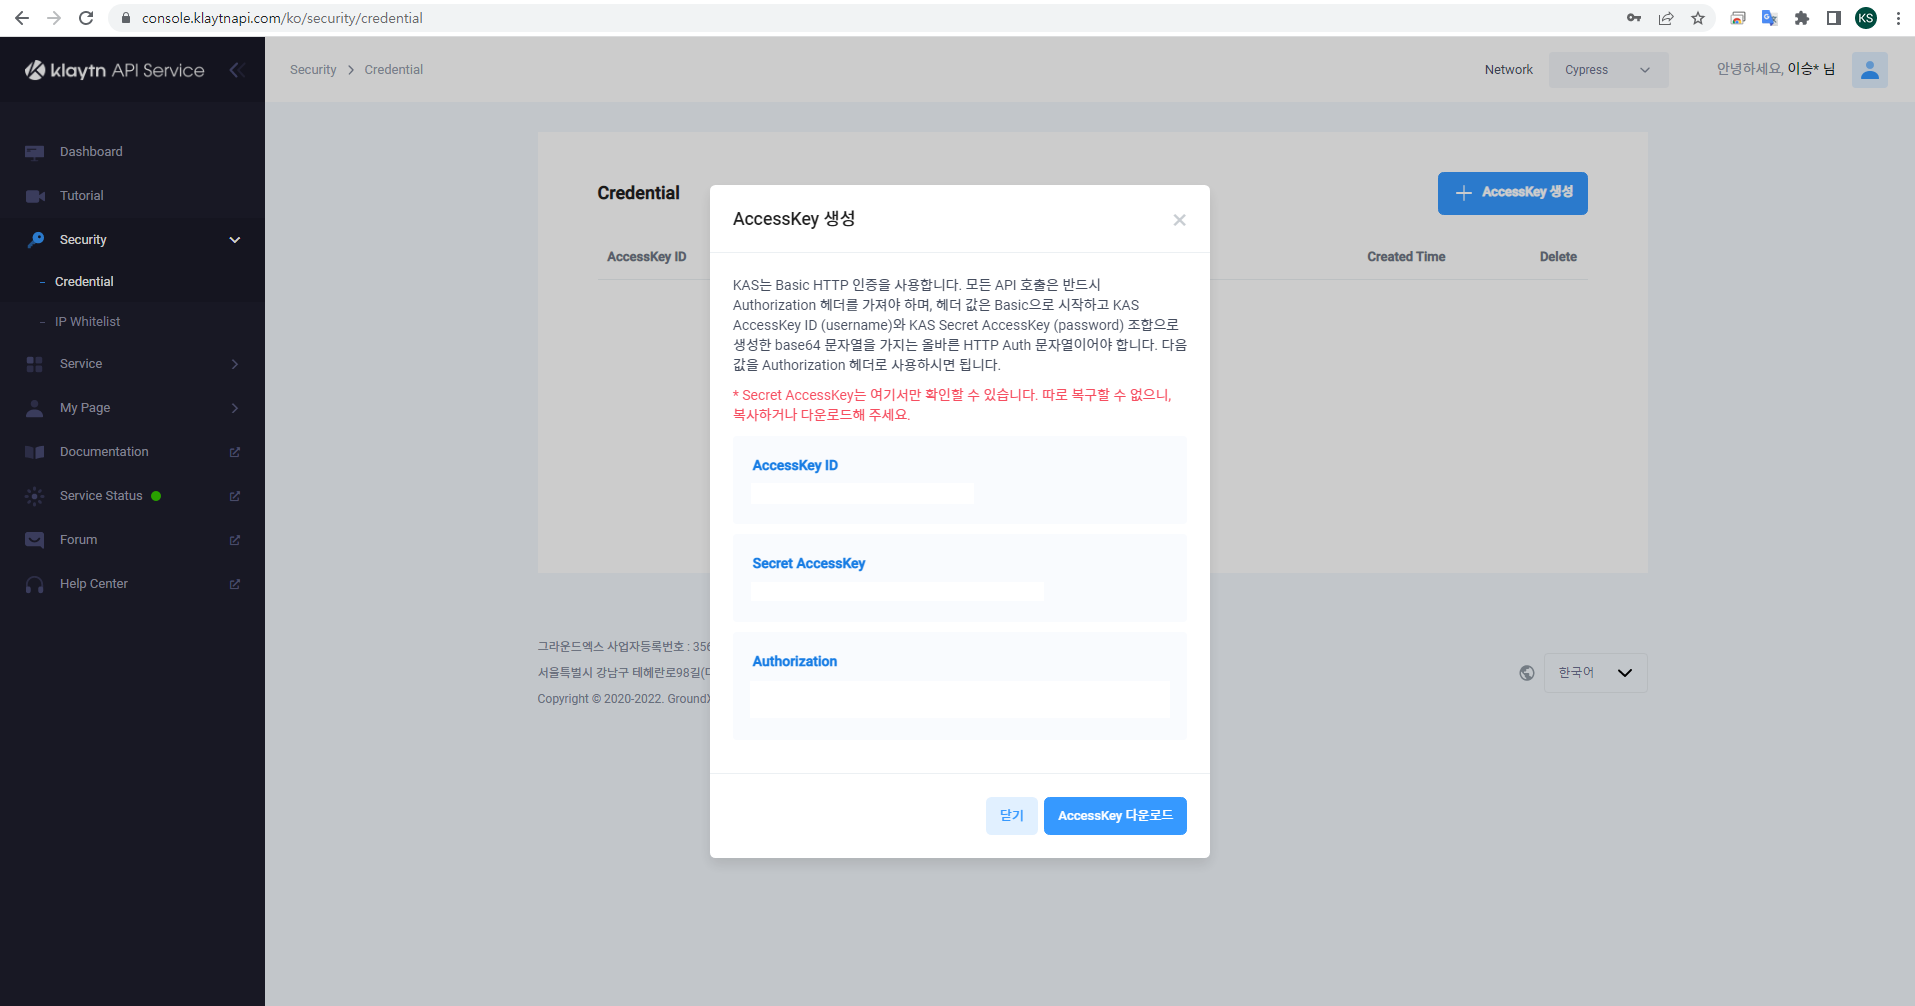 console.klaytnapi.com/ko/security/credential
KS
klaytn API Service
Security > Credential
Network
Cypress
안녕하세요, 이승* 님
Dashboard
Tutorial
Security
- Credential
- IP Whitelist
Service
My Page
Documentation
Service Status
Forum
Help Center
Credential
+ AccessKey 생성
AccessKey ID
Created Time
Delete
AccessKey 생성
KAS는 Basic HTTP 인증을 사용합니다. 모든 API 호출은 반드시
Authorization 헤더를 가져야 하며, 헤더 값은 Basic으로 시작하고 KAS
AccessKey ID (username)와 KAS Secret AccessKey (password) 조합으로
생성한 base64 문자열을 가지는 올바른 HTTP Auth 문자열이어야 합니다. 다음
값을 Authorization 헤더로 사용하시면 됩니다.
* Secret AccessKey는 여기서만 확인할 수 있습니다. 따로 복구할 수 없으니,
복사하거나 다운로드해 주세요.
AccessKey ID
Secret AccessKey
Authorization
닫기
AccessKey 다운로드
그라운드엑스 사업자등록번호 : 356
서울특별시 강남구 테헤란로98길(
Copyright © 2020-2022. GroundX
한국어